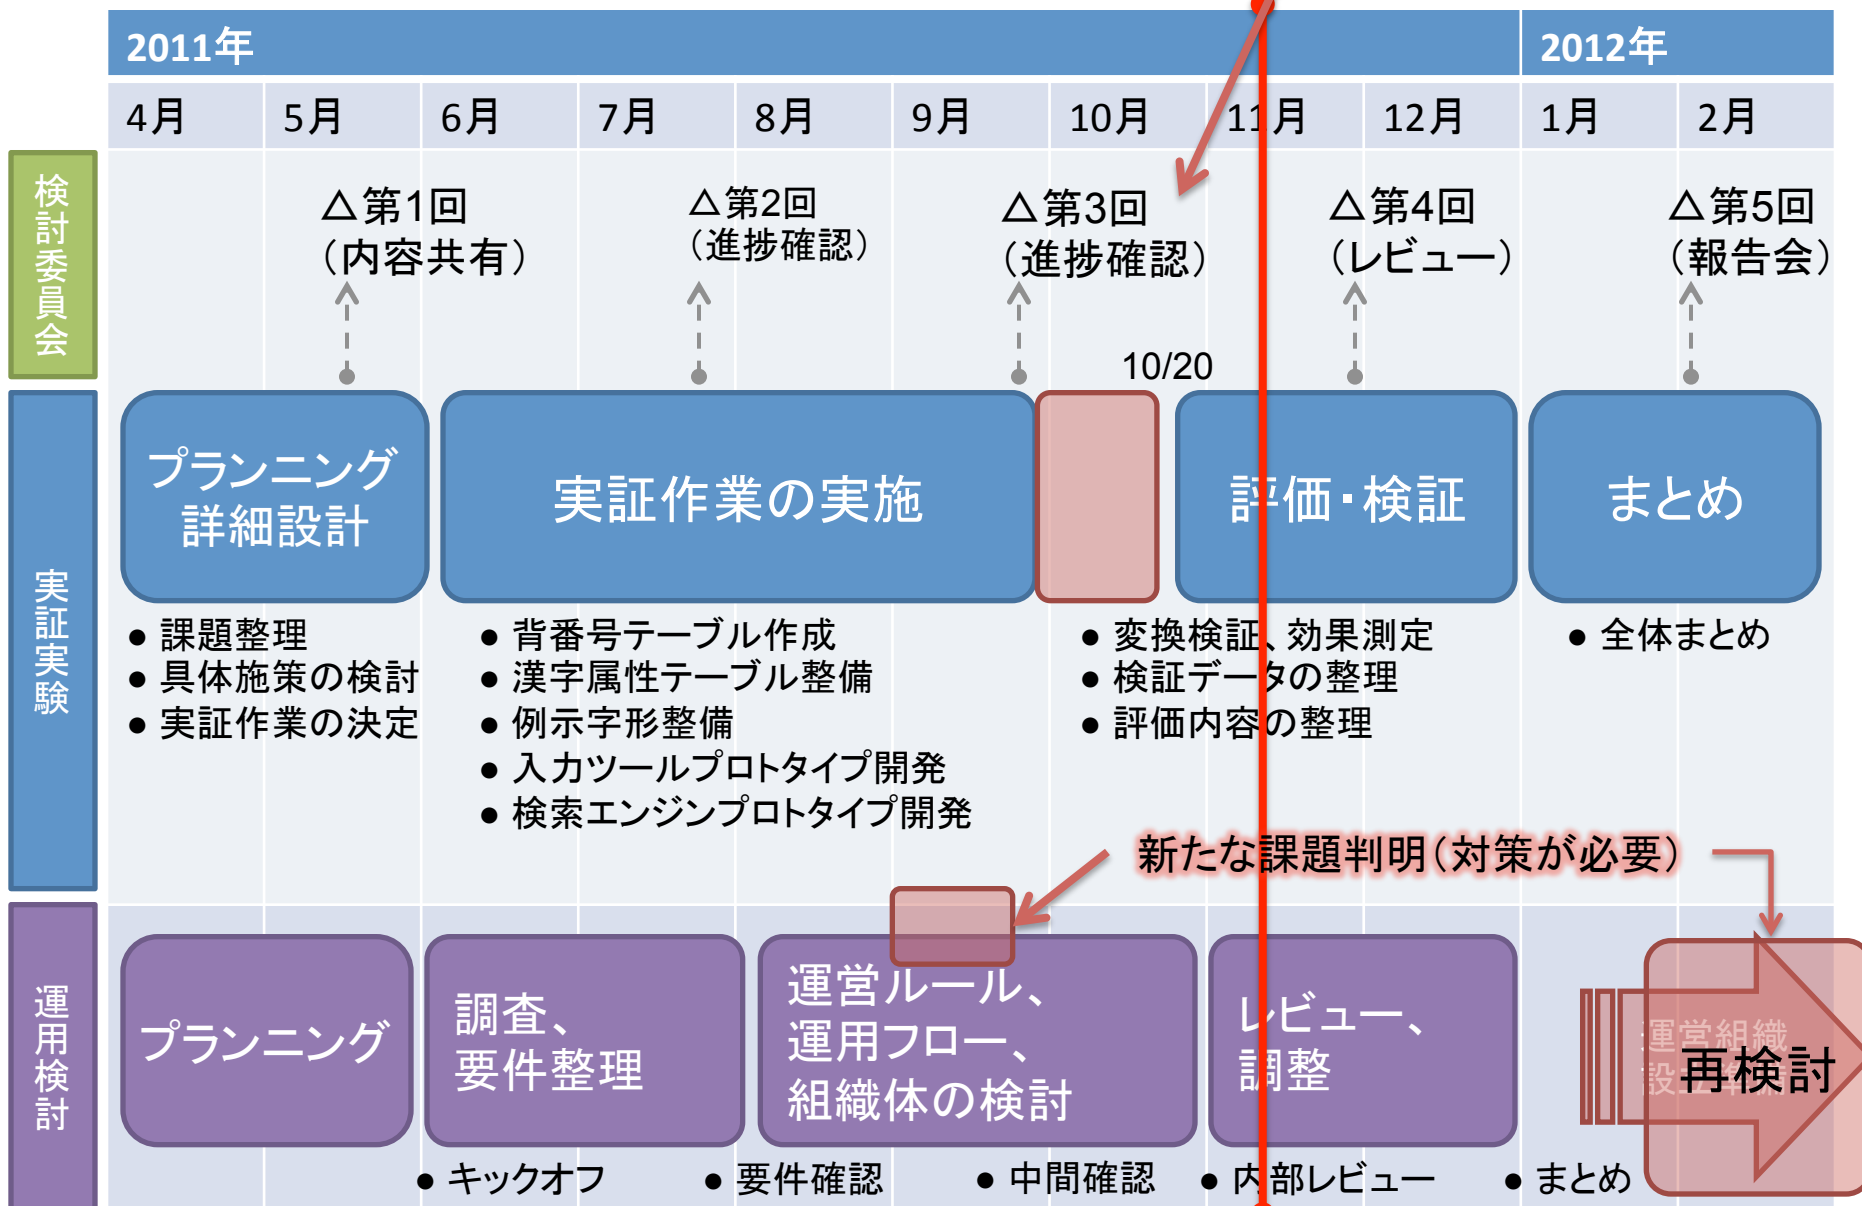 2011年
2012年
4月
5月
6月
7月
8月
9月
10月
11月
12月
1月
2月
検討委員会
△第1回
（内容共有）
△第2回
（進捗確認）
△第3回
（進捗確認）
△第4回
（レビュー）
△第5回
（報告会）
10/20
実証実験
プランニング
詳細設計
実証作業の実施
評価・検証
まとめ
● 課題整理
● 具体施策の検討
● 実証作業の決定
● 背番号テーブル作成
● 漢字属性テーブル整備
● 例示字形整備
● 入力ツールプロトタイプ開発
● 検索エンジンプロトタイプ開発
● 変換検証、効果測定
● 検証データの整理
● 評価内容の整理
● 全体まとめ
新たな課題判明（対策が必要）
運用検討
プランニング
調査、
要件整理
運営ルール、
運用フロー、
組織体の検討
レビュー、
調整
運営組織
設立準備
再検討
● キックオフ
● 要件確認
● 中間確認
● 内部レビュー
● まとめ